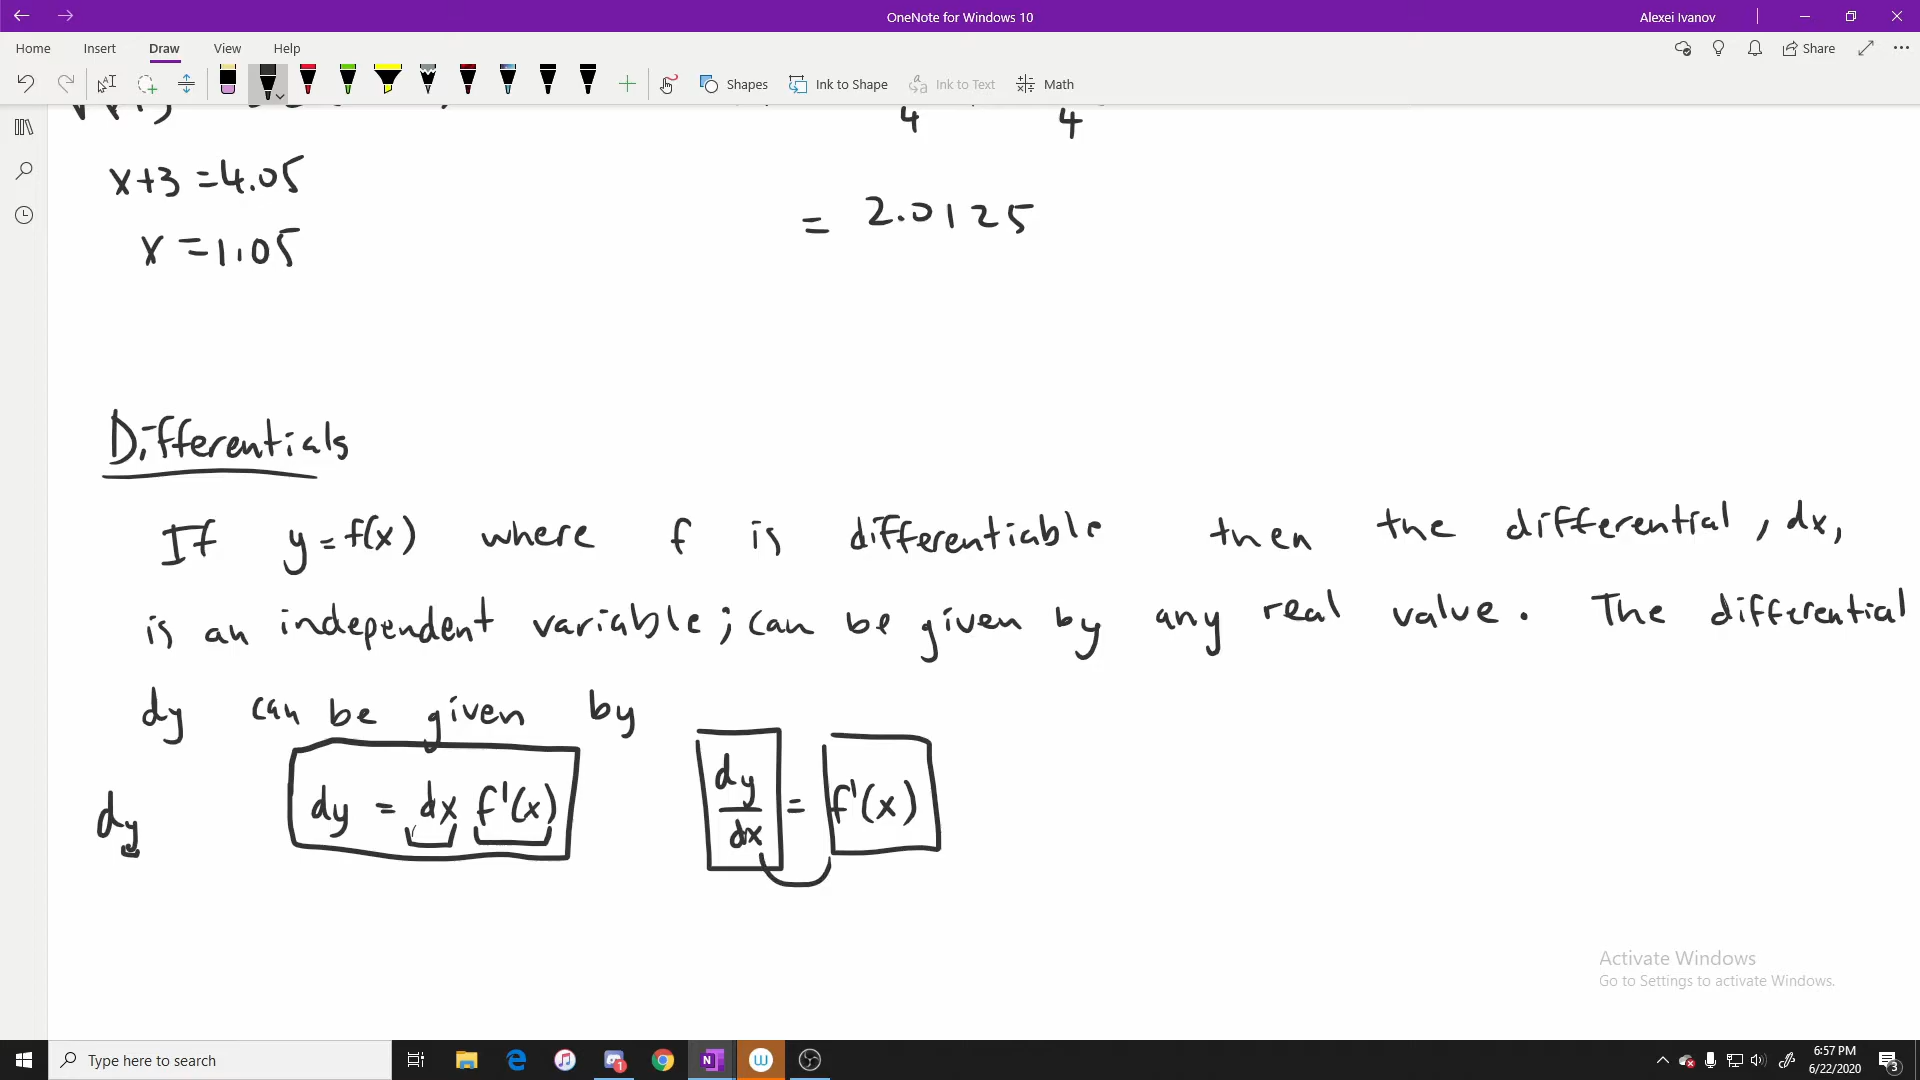 OneNote for Windows 10
Alexei Ivanov
Home Insert Draw View Help
Share
Shapes Ink to Shape Ink to Text Math
4 4
x+3 = 4.05
= 2.0125
x = 1.05
Differentials
If y = f(x) where f is differentiable then the differential, dx,
is an independent variable; can be given by any real value. The differential
dy can be given by
dy dy = dx f'(x) dy/dx = f'(x)
Activate Windows
Go to Settings to activate Windows.
Type here to search
6:57 PM
6/22/2020